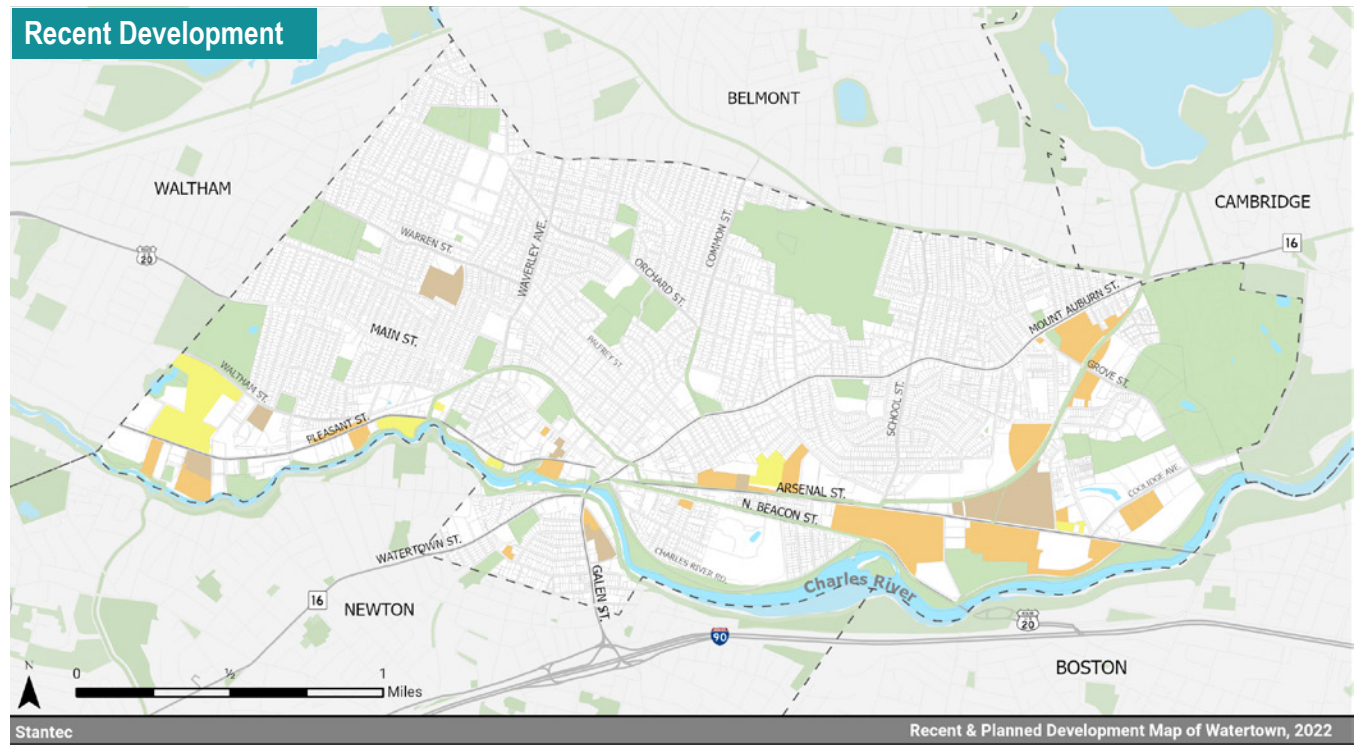 Recent Development
BELMONT
WALTHAM
CAMBRIDGE
16
20
WARREN ST.
WAVERLEY AVE.
COMMON ST.
ORCHARD ST.
MAIN ST.
PALFREY ST.
MOUNT AUBURN ST.
GROVE ST.
WALTHAM ST.
SCHOOL ST.
PLEASANT ST.
COOLIDGE AVE.
ARSENAL ST.
N. BEACON ST.
WATERTOWN ST.
CHARLES RIVER RD.
GALEN ST.
Charles River
16
NEWTON
20
90
BOSTON
N
0 ½ 1
Miles
Stantec
Recent & Planned Development Map of Watertown, 2022